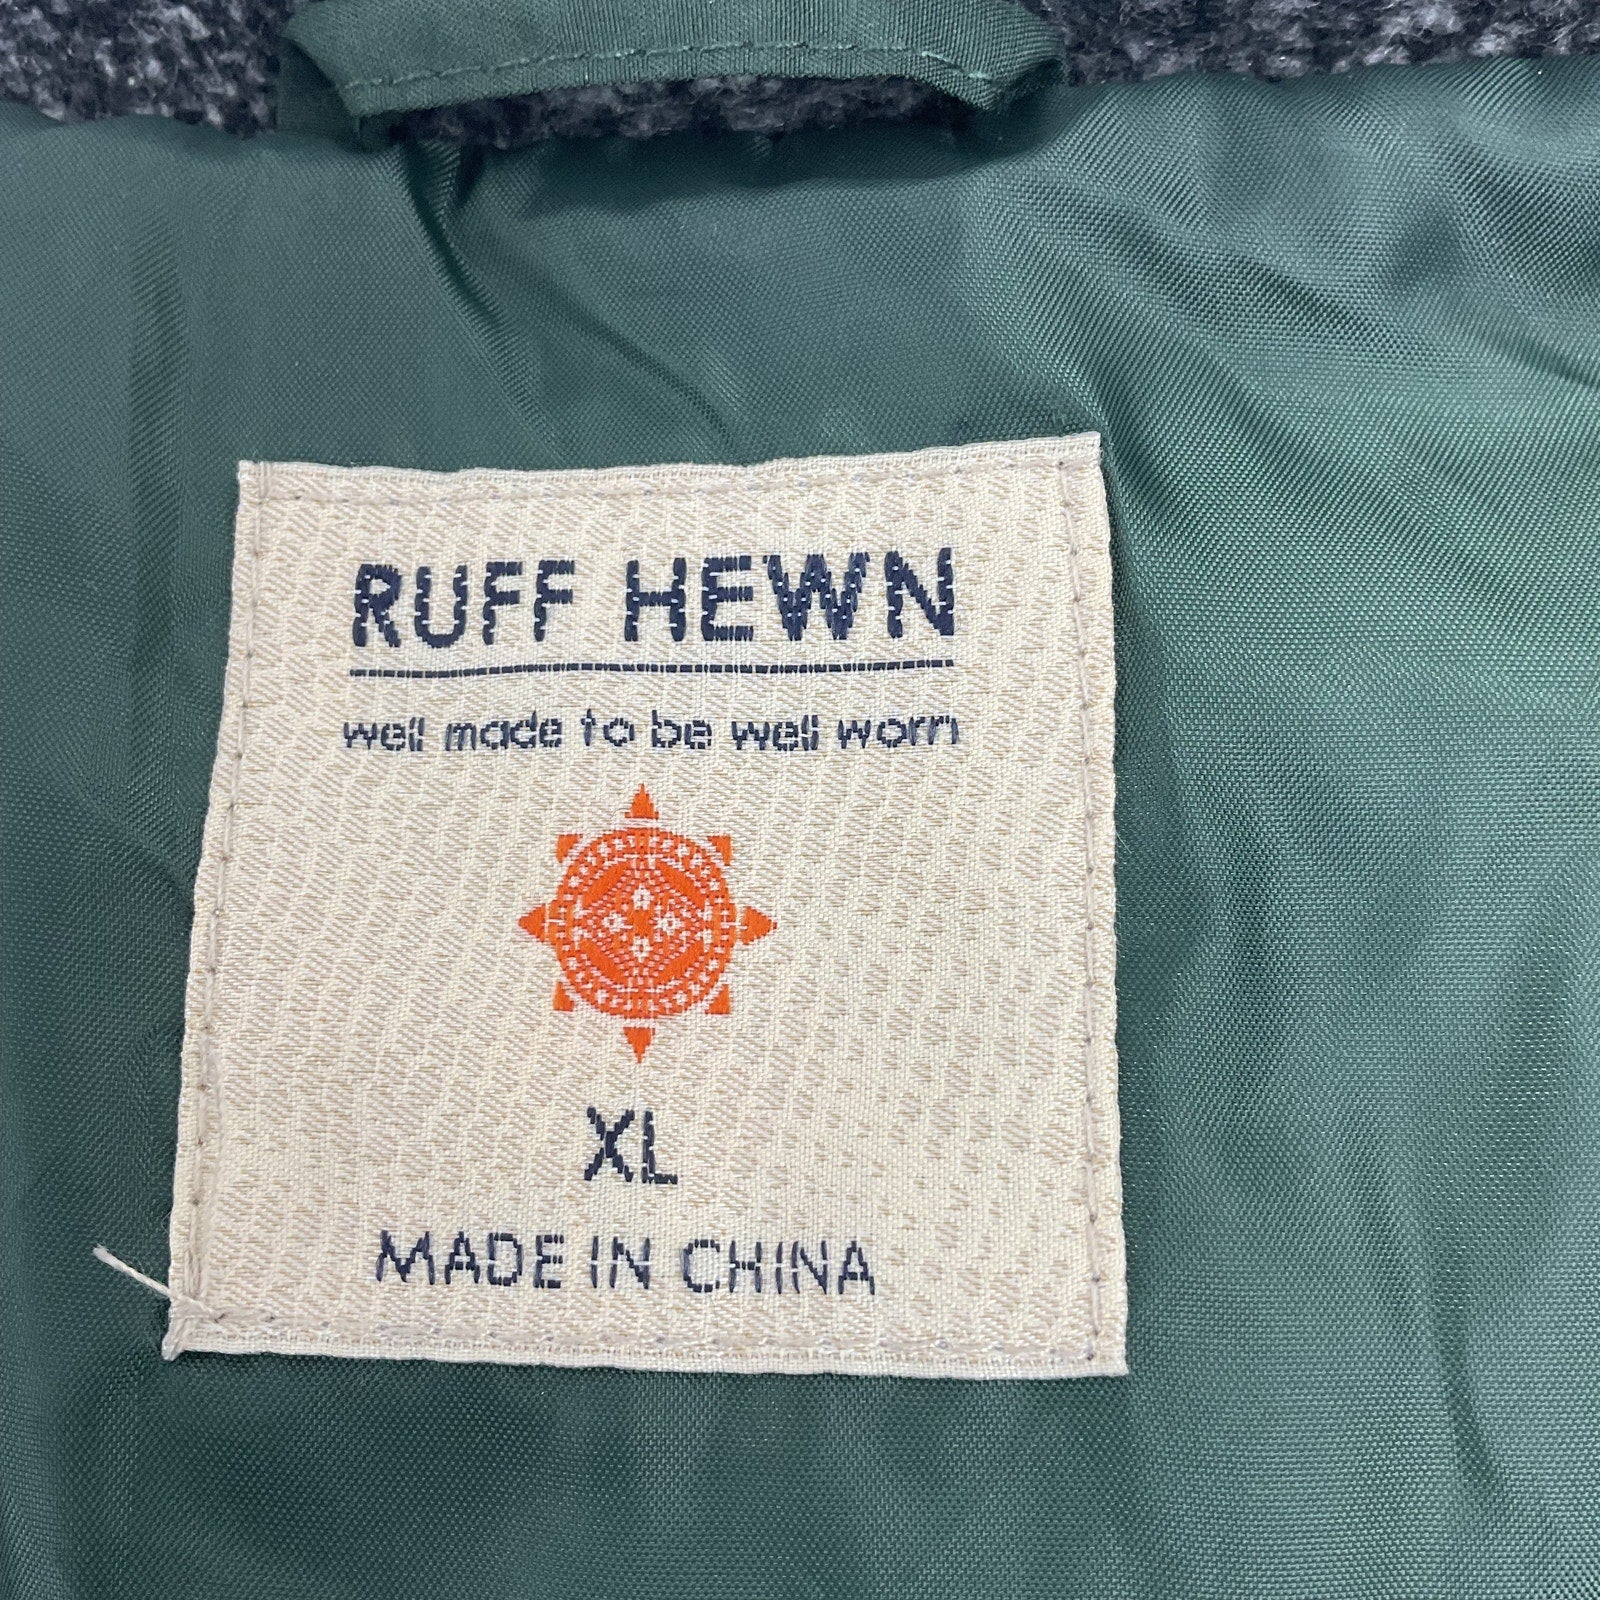 RUFF HEWN
well made to be well worn
XL
MADE IN CHINA